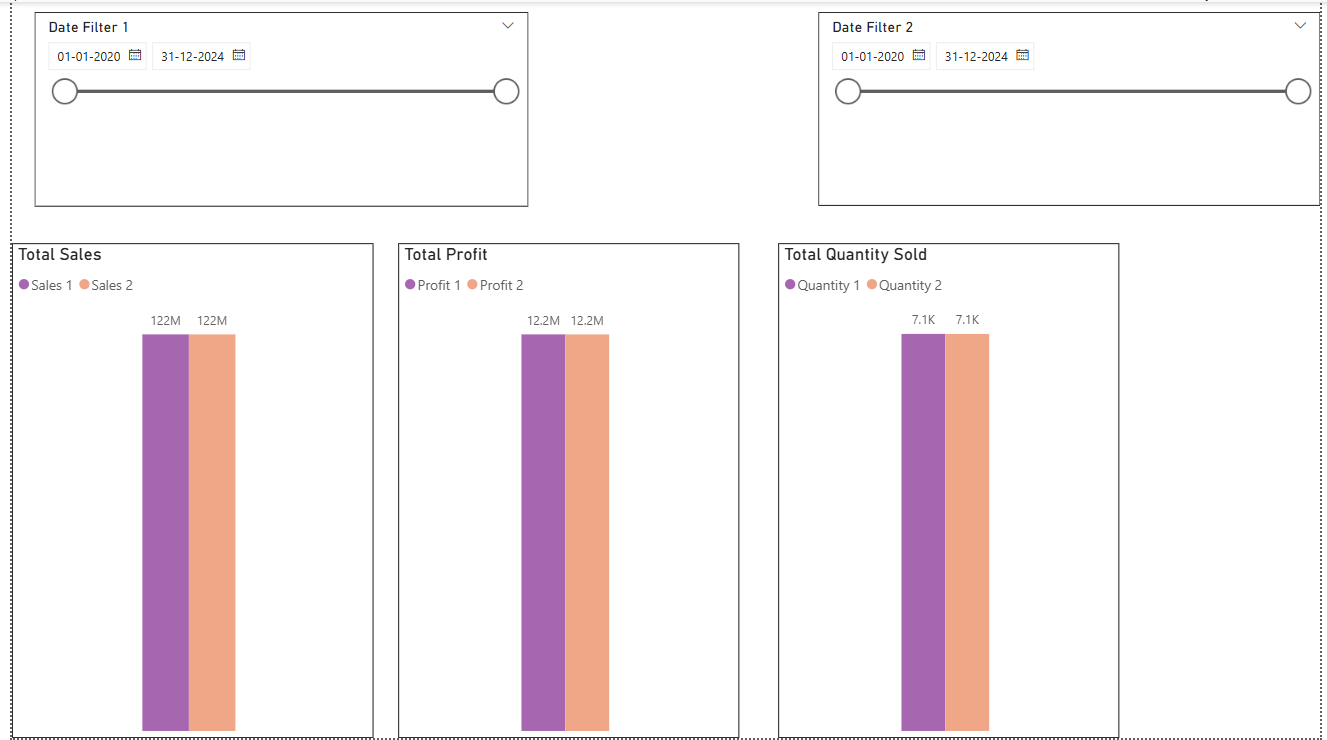 Date Filter 1
01-01-2020 31-12-2024
Date Filter 2
01-01-2020 31-12-2024
Total Sales
Sales 1 Sales 2
122M 122M
Total Profit
Profit 1 Profit 2
12.2M 12.2M
Total Quantity Sold
Quantity 1 Quantity 2
7.1K 7.1K